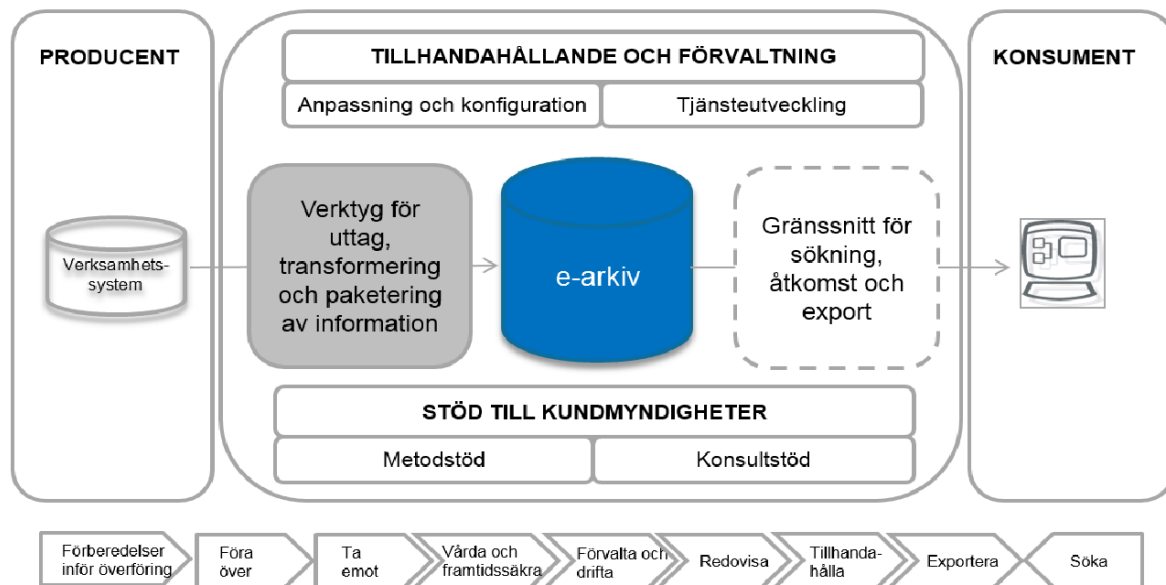 PRODUCENT
Verksamhets-
system
TILLHANDAHÅLLANDE OCH FÖRVALTNING
Anpassning och konfiguration
Tjänsteutveckling
Verktyg för
uttag,
transformering
och paketering
av information
e-arkiv
Gränssnitt för
sökning,
åtkomst och
export
STÖD TILL KUNDMYNDIGHETER
Metodstöd
Konsultstöd
KONSUMENT
Förberedelser
inför överföring
Föra
över
Ta
emot
Vårda och
framtidssäkra
Förvalta och
drifta
Redovisa
Tillhanda-
hålla
Exportera
Söka